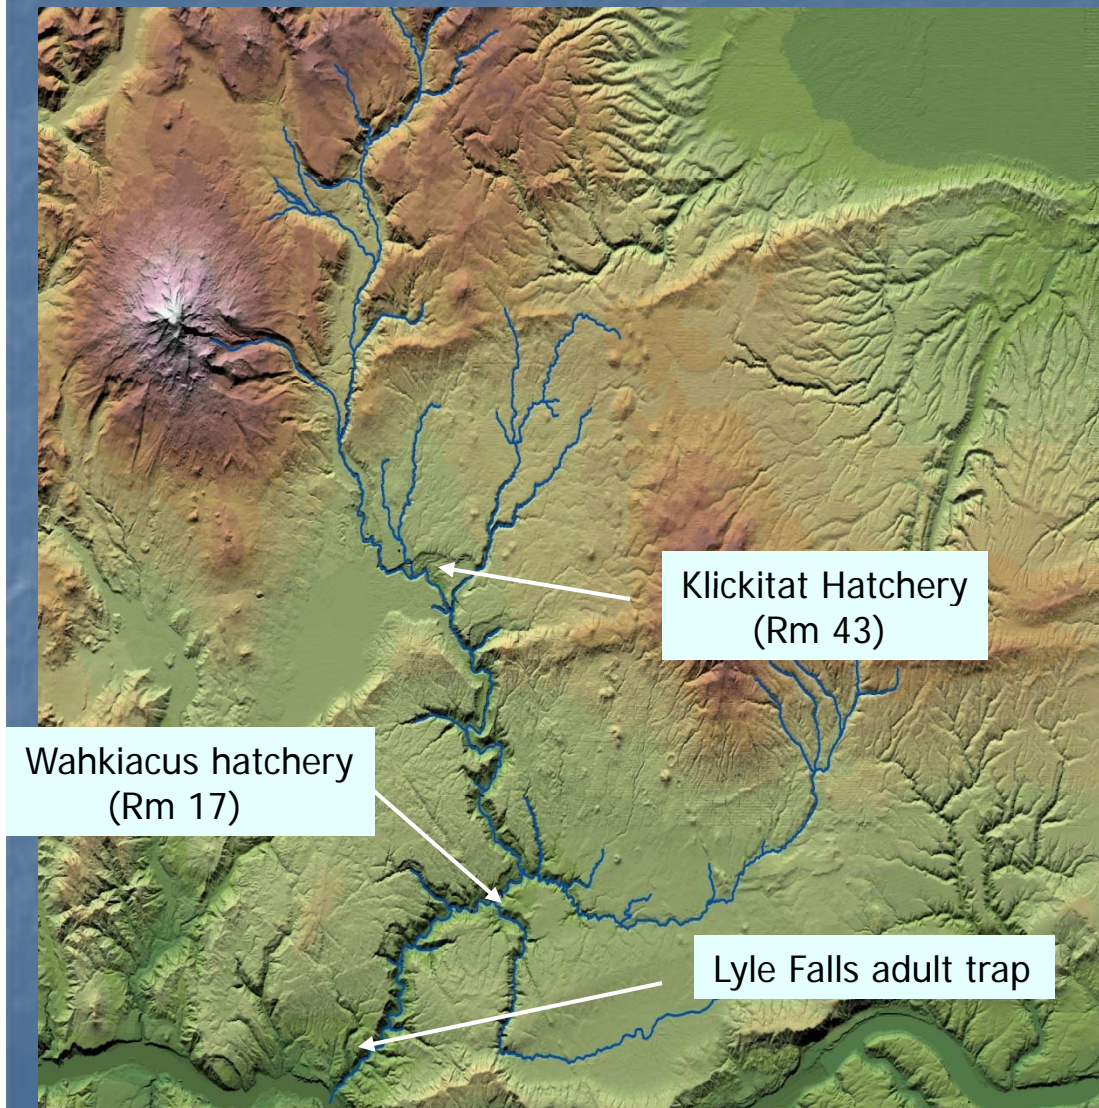 Klickitat Hatchery
(Rm 43)
Wahkiacus hatchery
(Rm 17)
Lyle Falls adult trap